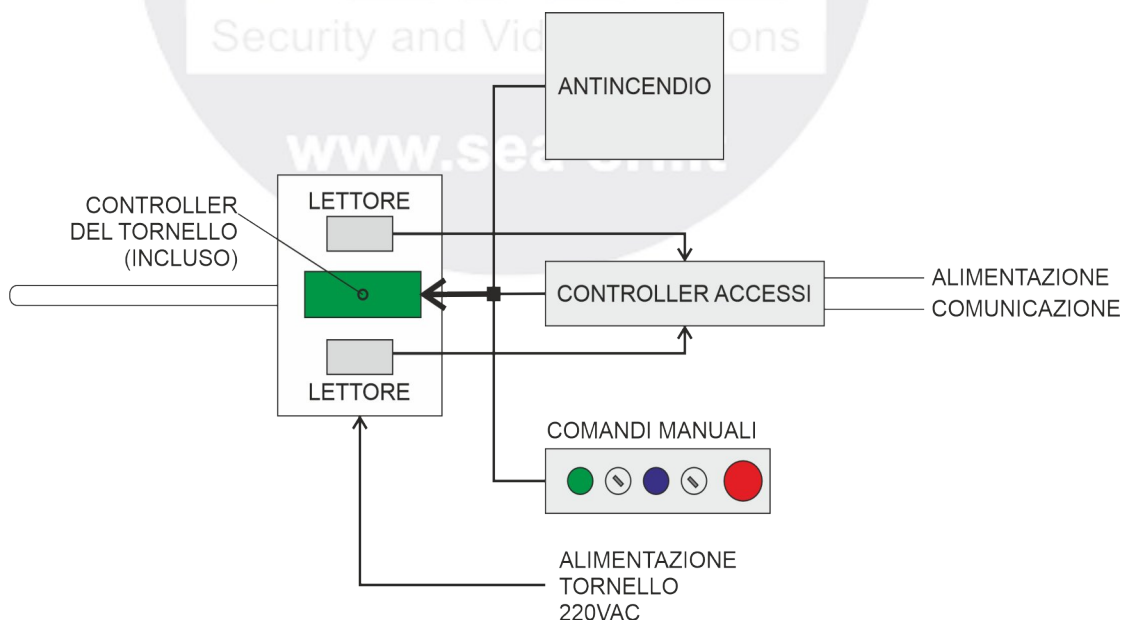 Security and Vid ons
ANTINCENDIO
www.sea
CONTROLLER
DEL TORNELLO
(INCLUSO)
LETTORE
CONTROLLER ACCESSI
ALIMENTAZIONE
COMUNICAZIONE
LETTORE
COMANDI MANUALI
ALIMENTAZIONE
TORNELLO
220VAC